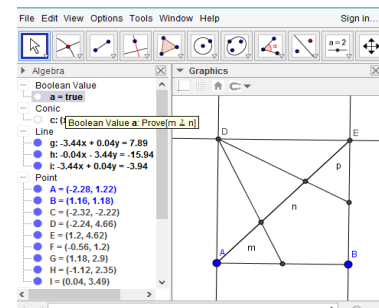 File Edit View Options Tools Window Help Sign in...
a=2
Algebra
Graphics
Boolean Value
a = true
Conic
c: (
Boolean Value a: Prove[m ⊥ n]
Line
g: -3.44x + 0.04y = 7.89
h: -0.04x - 3.44y = -15.94
i: -3.44x + 0.04y = -3.94
Point
A = (-2.28, 1.22)
B = (1.16, 1.18)
C = (-2.32, -2.22)
D = (-2.24, 4.66)
E = (1.2, 4.62)
F = (-0.56, 1.2)
G = (1.18, 2.9)
H = (-1.12, 2.35)
I = (0.04, 3.49)
D
E
p
n
m
A
B